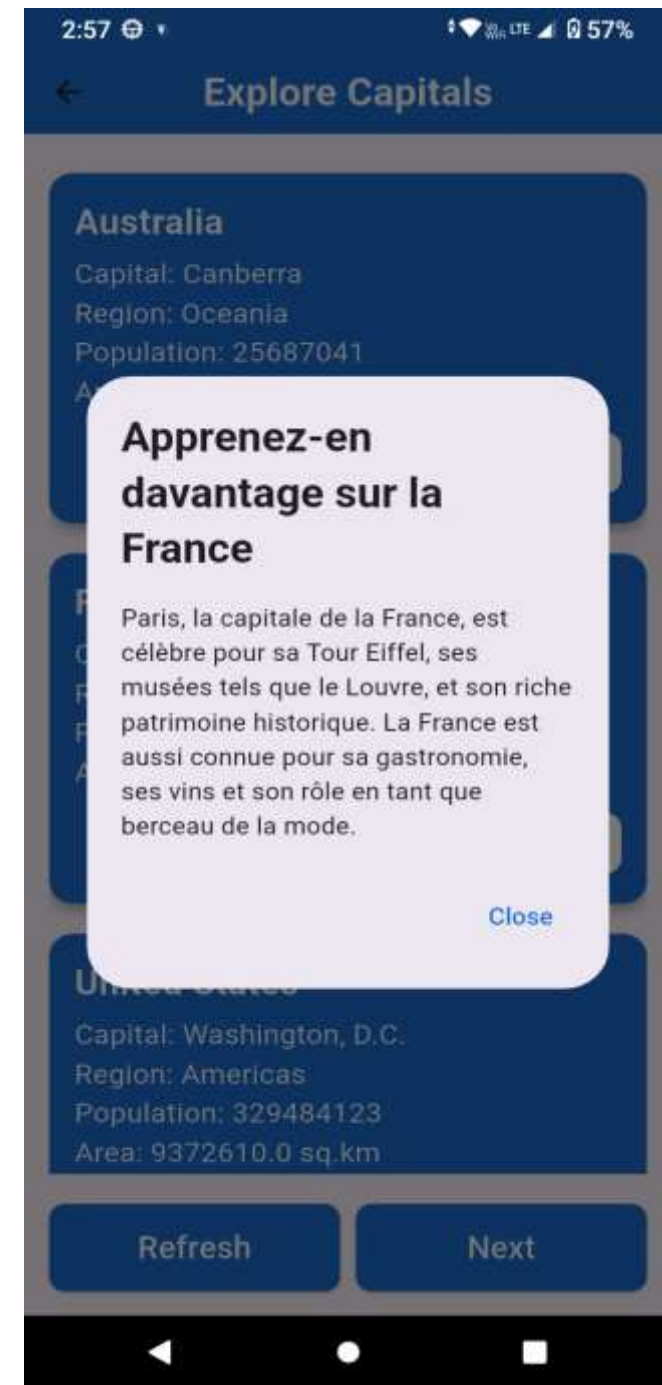 2:57
LTE 57%
Explore Capitals
Australia
Capital: Canberra
Region: Oceania
Population: 25687041
Apprenez-en
davantage sur la
France
Paris, la capitale de la France, est
célèbre pour sa Tour Eiffel, ses
musées tels que le Louvre, et son riche
patrimoine historique. La France est
aussi connue pour sa gastronomie,
ses vins et son rôle en tant que
berceau de la mode.
Close
United States
Capital: Washington, D.C.
Region: Americas
Population: 329484123
Area: 9372610.0 sq.km
Refresh
Next